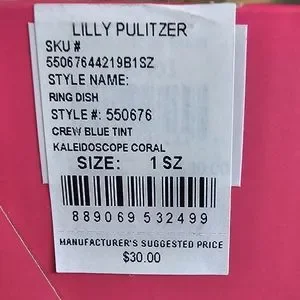 LILLY PULITZER
SKU #
55067644219B1SZ
STYLE NAME:
RING DISH
STYLE #: 550676
CREW BLUE TINT
KALEIDOSCOPE CORAL
SIZE: 1 SZ
889069 532499
MANUFACTURER'S SUGGESTED PRICE
$30.00